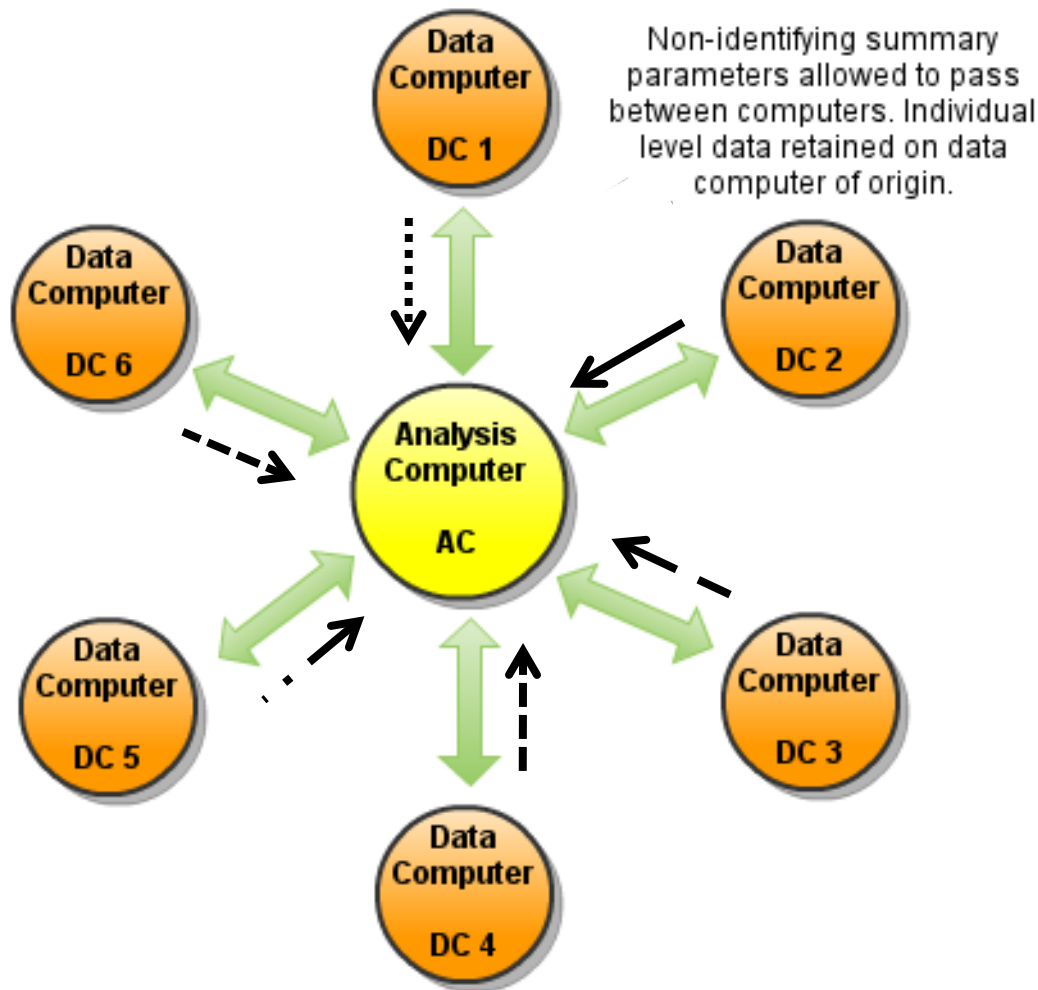 Data
Computer
DC 1
Non-identifying summary
parameters allowed to pass
between computers. Individual
level data retained on data
computer of origin.
Data
Computer
DC 6
Data
Computer
DC 2
Analysis
Computer
AC
Data
Computer
DC 5
Data
Computer
DC 3
Data
Computer
DC 4